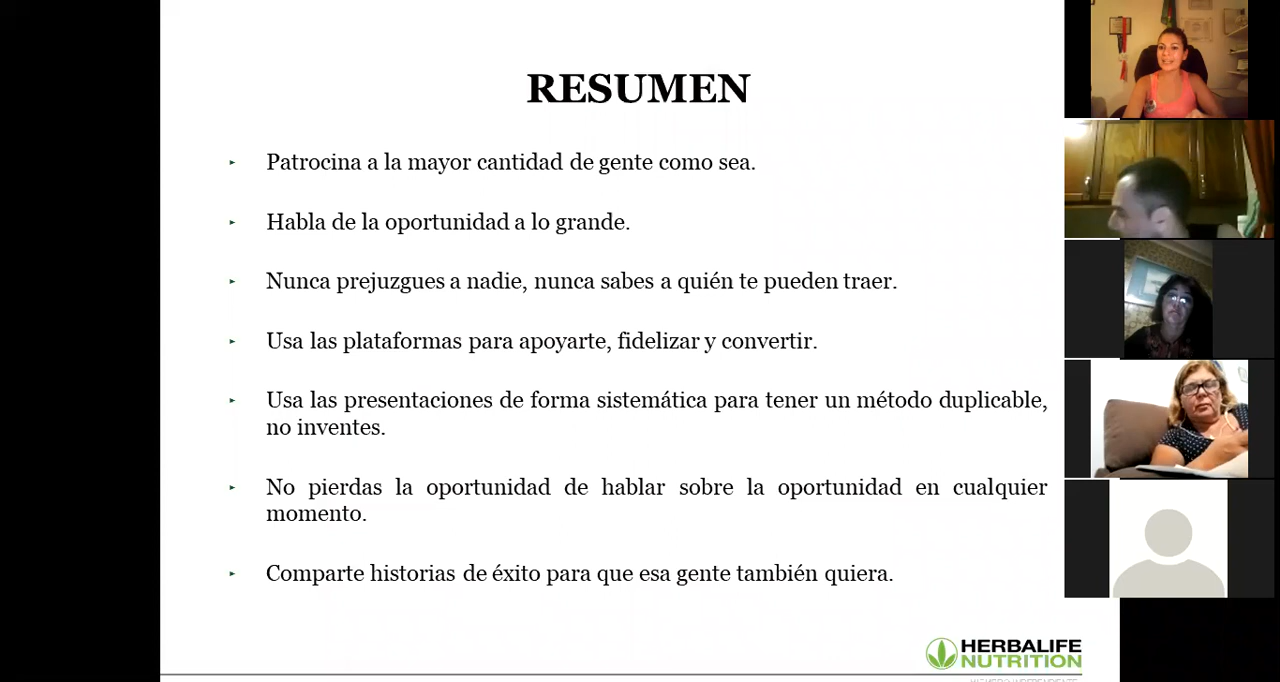 RESUMEN
‣ Patrocina a la mayor cantidad de gente como sea.
‣ Habla de la oportunidad a lo grande.
‣ Nunca prejuzgues a nadie, nunca sabes a quién te pueden traer.
‣ Usa las plataformas para apoyarte, fidelizar y convertir.
‣ Usa las presentaciones de forma sistemática para tener un método duplicable,
no inventes.
‣ No pierdas la oportunidad de hablar sobre la oportunidad en cualquier
momento.
‣ Comparte historias de éxito para que esa gente también quiera.
HERBALIFE
NUTRITION